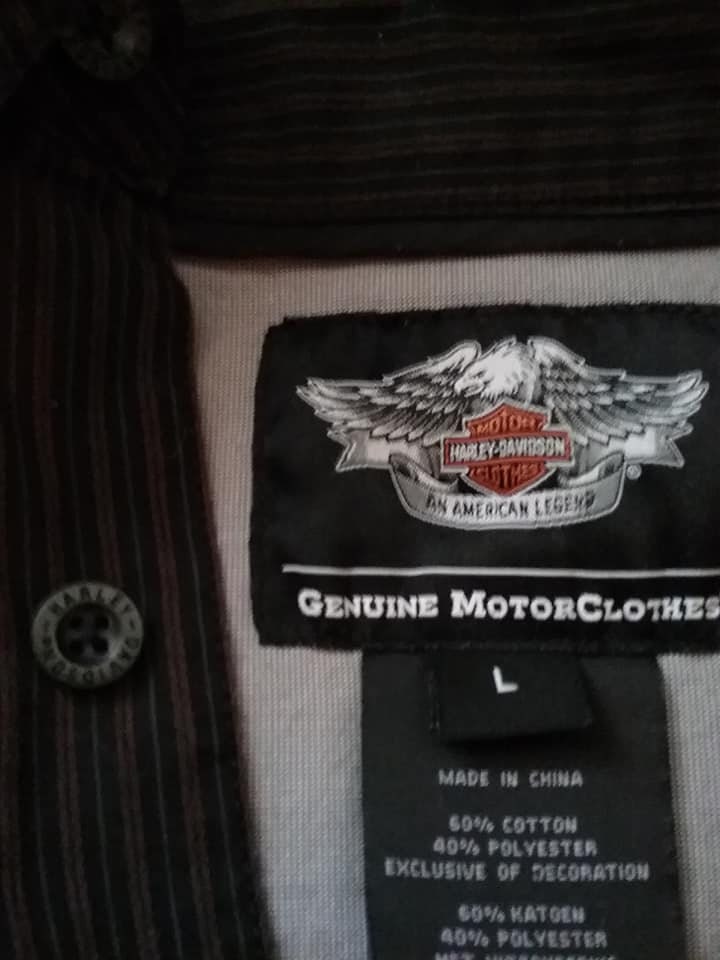 MOTOR
HARLEY-DAVIDSON
CLOTHES
AN AMERICAN LEGEND
®
GENUINE MOTORCLOTHES
L
MADE IN CHINA
60% COTTON
40% POLYESTER
EXCLUSIVE OF DECORATION
60% KATOEN
40% POLYESTER
HARLEY-
DAVIDSON